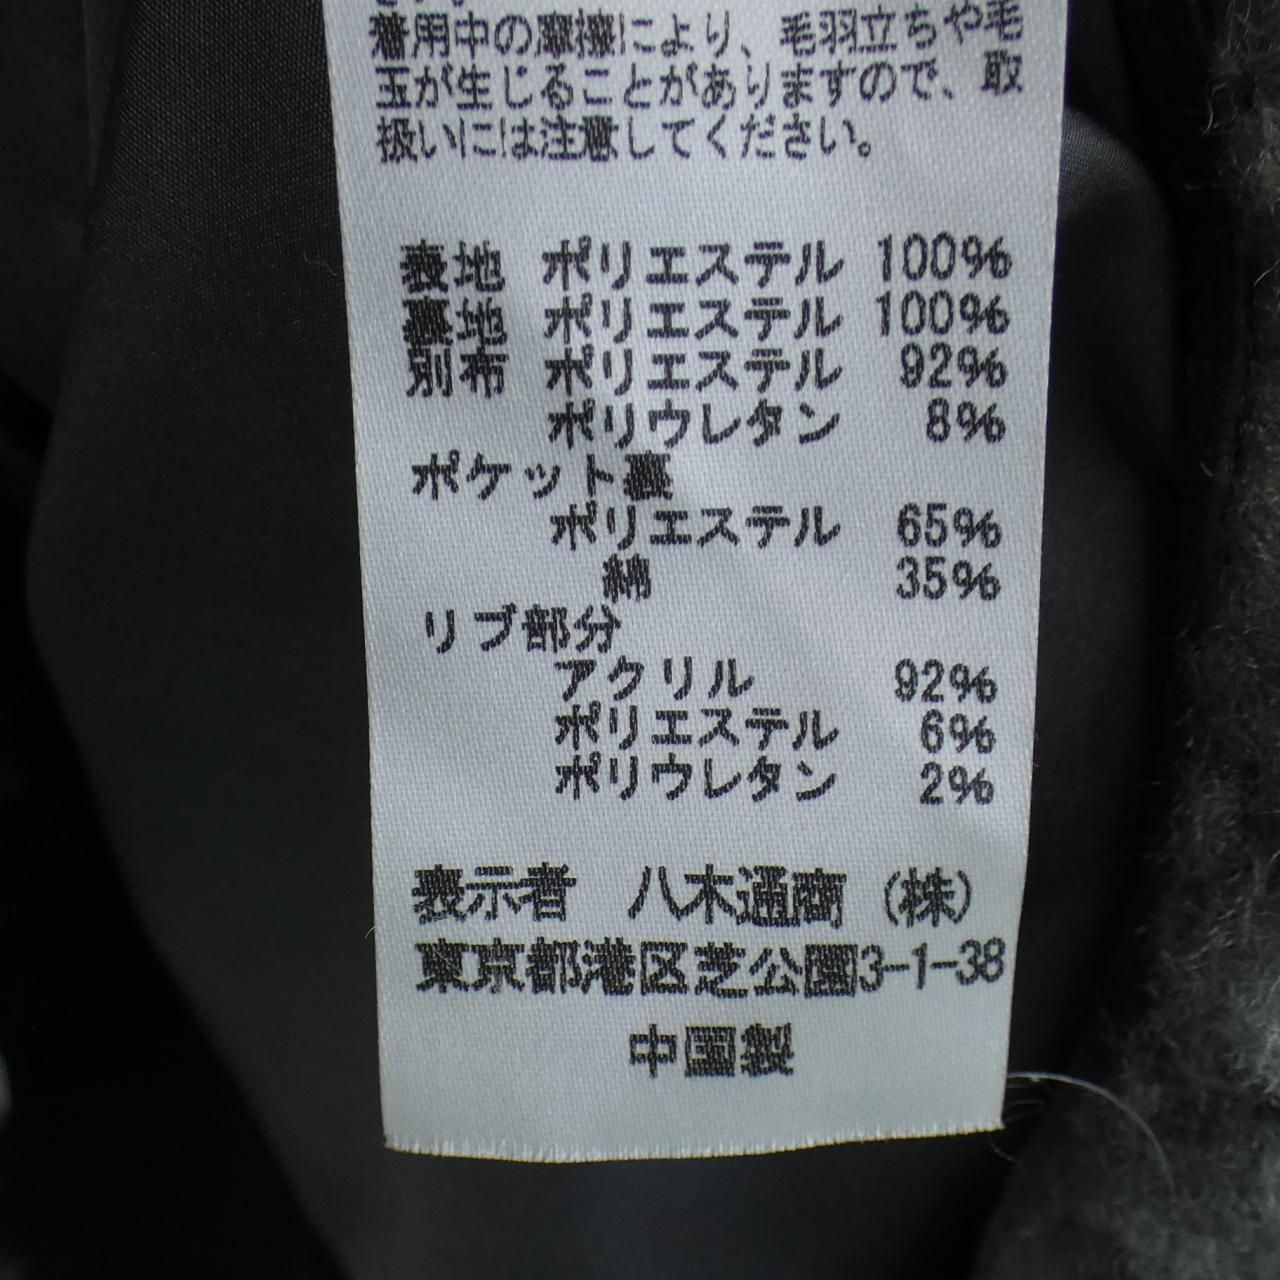 着用中の摩擦により、毛羽立ちや毛
玉が生じることがありますので、取
扱いには注意してください。
表地 ポリエステル 100%
裏地 ポリエステル 100%
別布 ポリエステル 92%
ポリウレタン 8%
ポケット裏
ポリエステル 65%
綿 35%
リブ部分
アクリル 92%
ポリエステル 6%
ポリウレタン 2%
表示者 八木通商(株)
東京都港区芝公園3-1-38
中国製